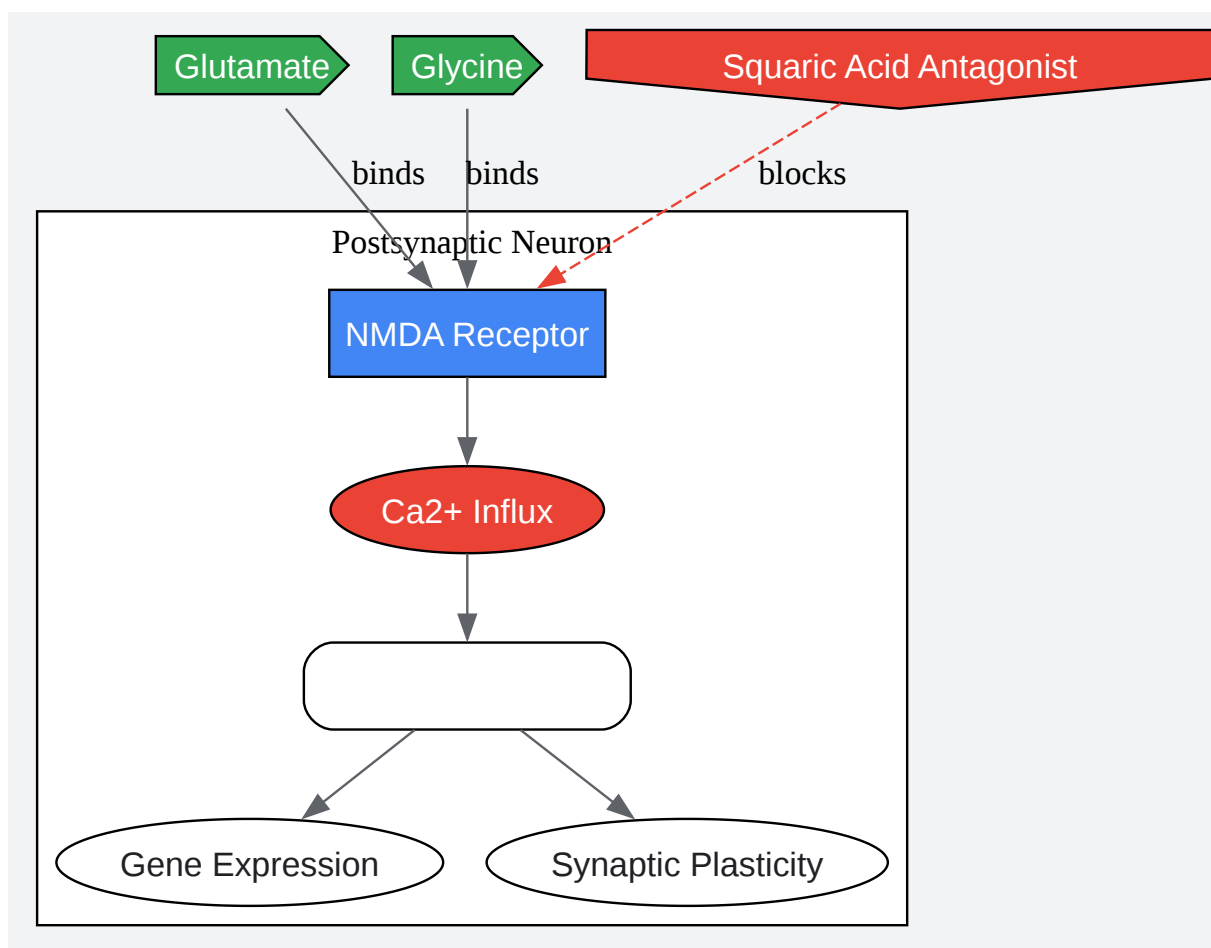 Glutamate
Glycine
Squaric Acid Antagonist
binds
binds
blocks
Postsynaptic Neuron
NMDA Receptor
Ca2+ Influx
Gene Expression
Synaptic Plasticity